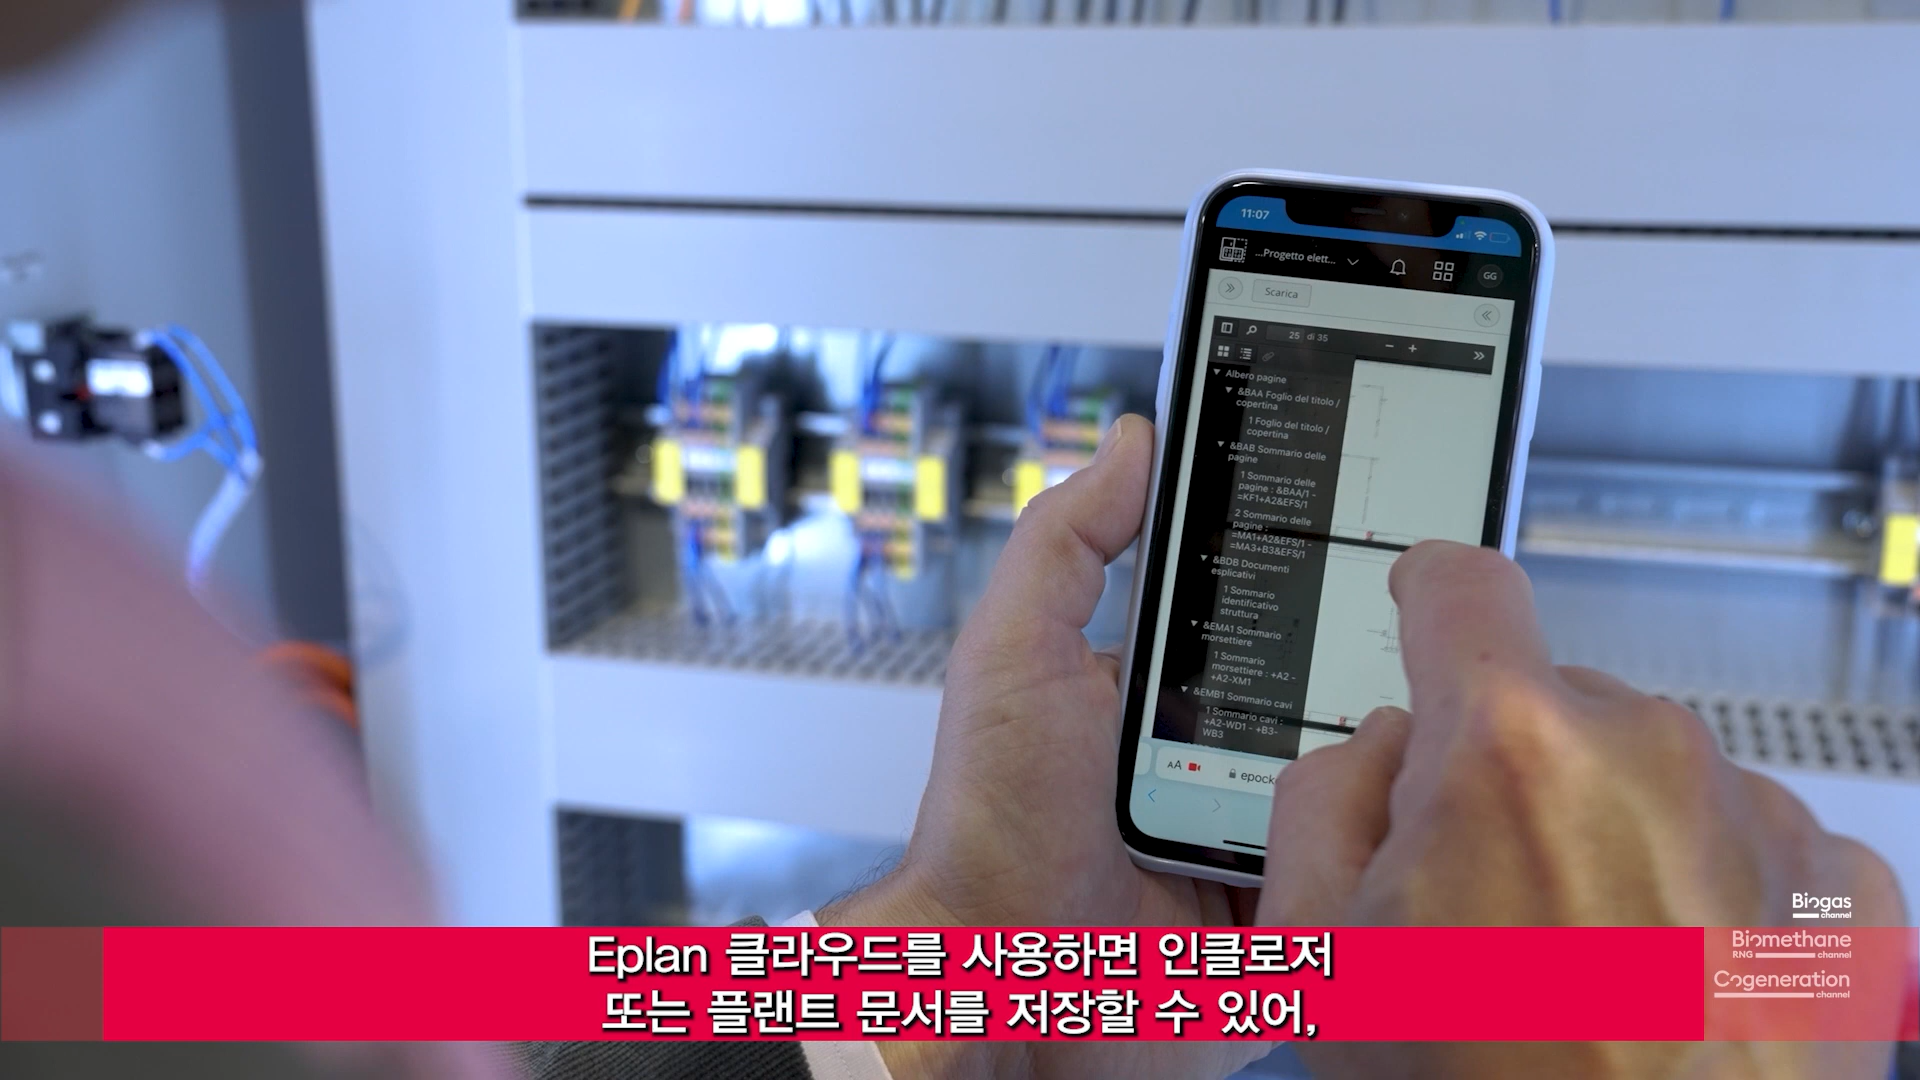 11:07
...Progetto elett...
GG
Scarica
25 di 35
Albero pagine
&BAA Foglio del titolo /
copertina
1 Foglio del titolo /
copertina
&BAB Sommario delle
pagine
1 Sommario delle
pagine : &BAA/1 -
=KF1+A2&EFS/1
2 Sommario delle
pagine :
=MA1+A2&EFS/1 -
=MA3+B3&EFS/1
&BDB Documenti
esplicativi
1 Sommario
identificativo
struttura
&EMA1 Sommario
morsettiere
1 Sommario
morsettiere : +A2 -
+A2-XM1
&EMB1 Sommario cavi
1 Sommario cavi :
+A2-WD1 - +B3-
WB3
AA
Biogas
channel
Biomethane
RNG channel
Cogeneration
channel
Eplan 클라우드를 사용하면 인클로저
또는 플랜트 문서를 저장할 수 있어,